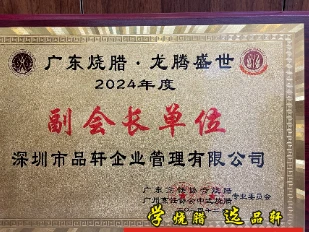 广东烧腊·龙腾盛世
2024年度
副会长单位
深圳市品轩企业管理有限公司
学烧腊 选品轩